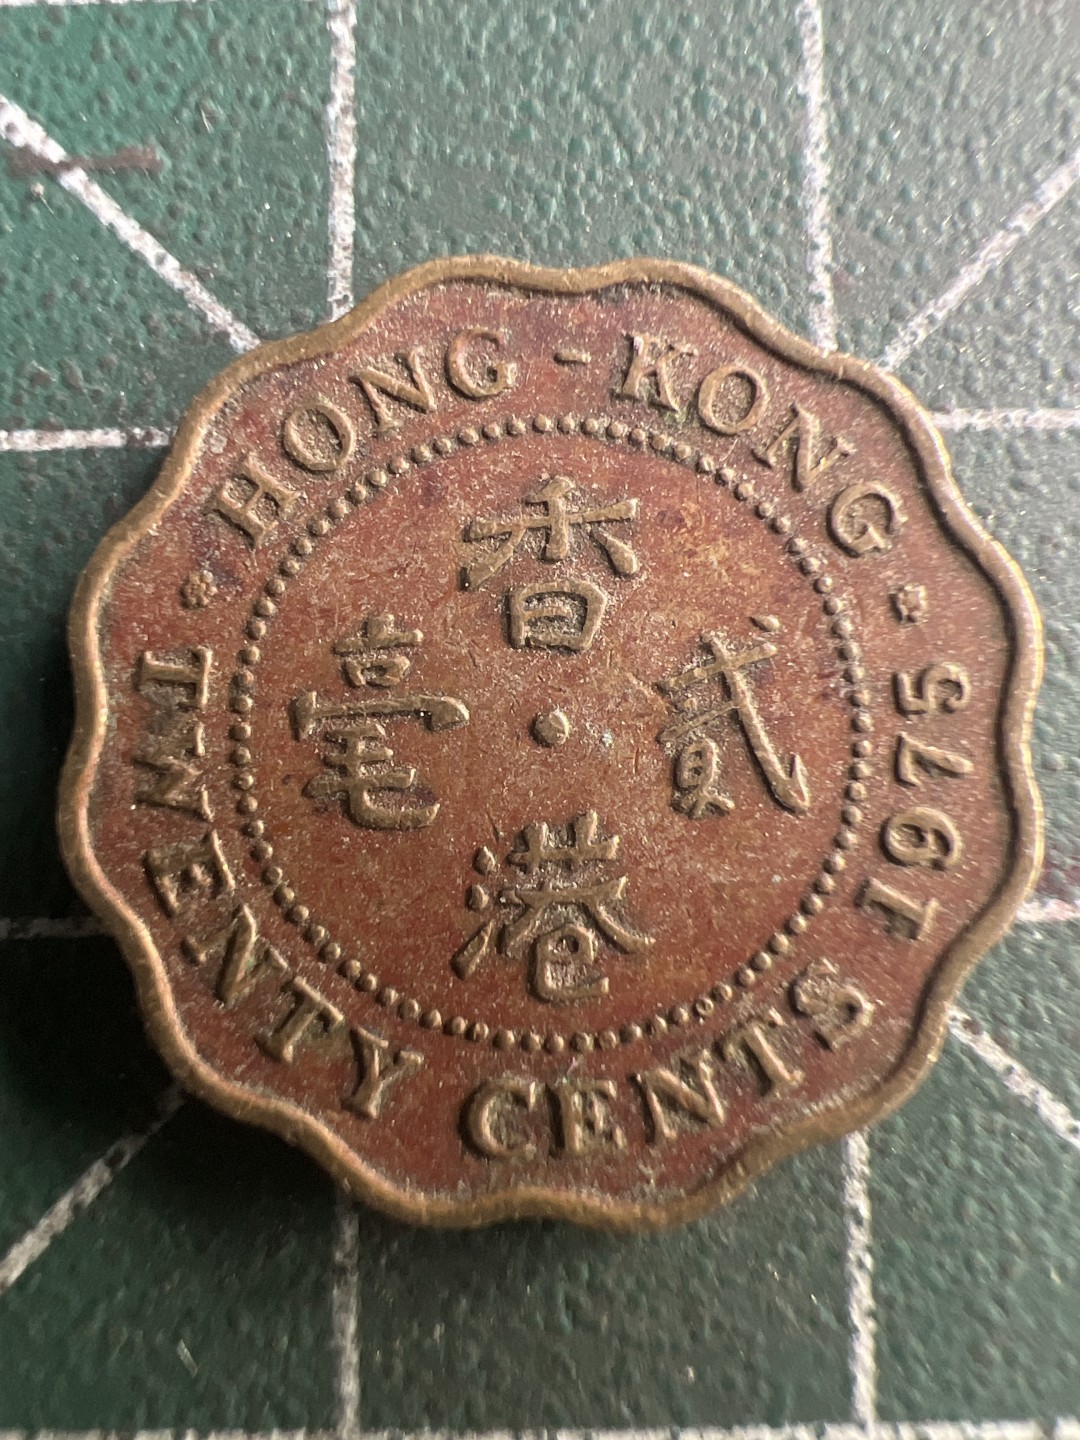 HONG-KONG
香
港
貳
毫
TWENTY CENTS
1975